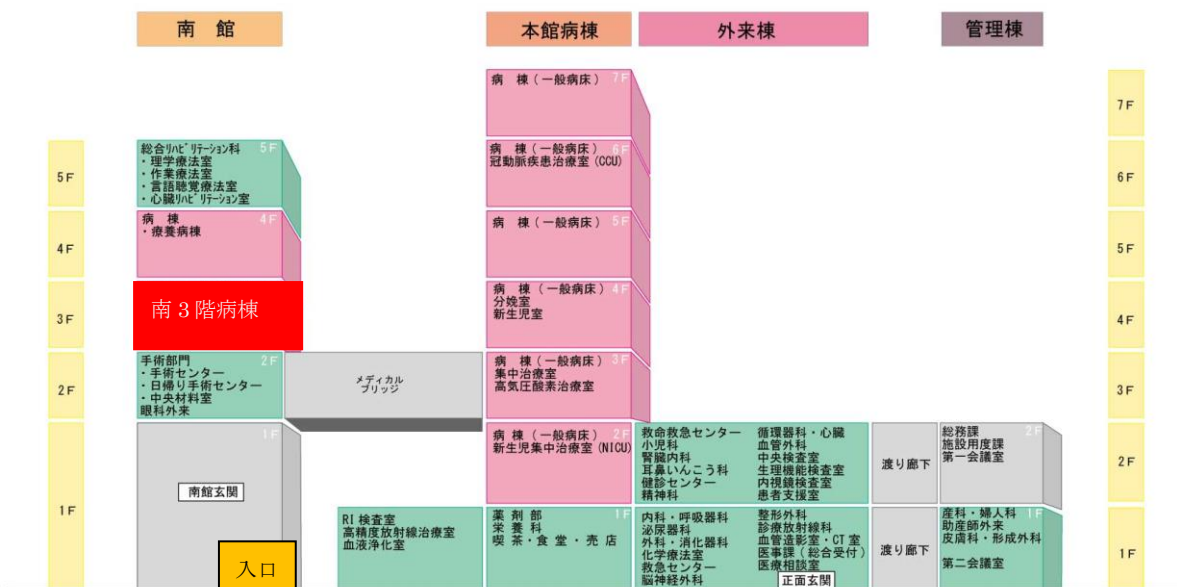 南 館
本館病棟
外来棟
管理棟
病 棟（一般病床） 7F
7F
総合ﾘﾊﾋﾞﾘﾃｰｼｮﾝ科 5F
・理学療法室
・作業療法室
・言語聴覚療法室
・心臓ﾘﾊﾋﾞﾘﾃｰｼｮﾝ室
5F
病 棟（一般病床） 6F
冠動脈疾患治療室(CCU)
6F
病 棟 4F
・療養病棟
4F
病 棟（一般病床） 5F
5F
南3階病棟
3F
病 棟（一般病床） 4F
分娩室
新生児室
4F
手術部門 2F
・手術センター
・日帰り手術センター
・中央材料室
眼科外来
2F
メディカル
ブリッジ
病 棟（一般病床） 3F
集中治療室
高気圧酸素治療室
3F
1F
南館玄関
入口
1F
病 棟（一般病床） 2F
新生児集中治療室(NICU)
救命救急センター
小児科
腎臓内科
耳鼻いんこう科
健診センター
精神科
循環器科・心臓
血管外科
中央検査室
生理機能検査室
内視鏡検査室
患者支援室
渡り廊下
総務課 2F
施設用度課
第一会議室
2F
RI検査室
高精度放射線治療室
血液浄化室
薬 剤 部 1F
栄 養 科
喫 茶・食 堂・売 店
内科・呼吸器科
泌尿器科
外科・消化器科
化学療法室
救急センター
脳神経外科
整形外科
診療放射線科
血管造影室・CT室
医事課（総合受付）
医療相談室
正面玄関
渡り廊下
産科・婦人科 1F
助産師外来
皮膚科・形成外科
第二会議室
1F